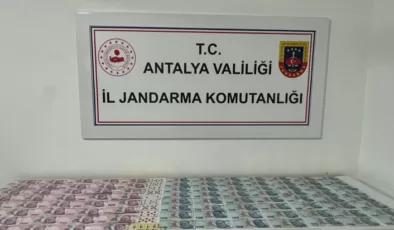 T.C.
ANTALYA VALİLİĞİ
İL JANDARMA KOMUTANLIĞI